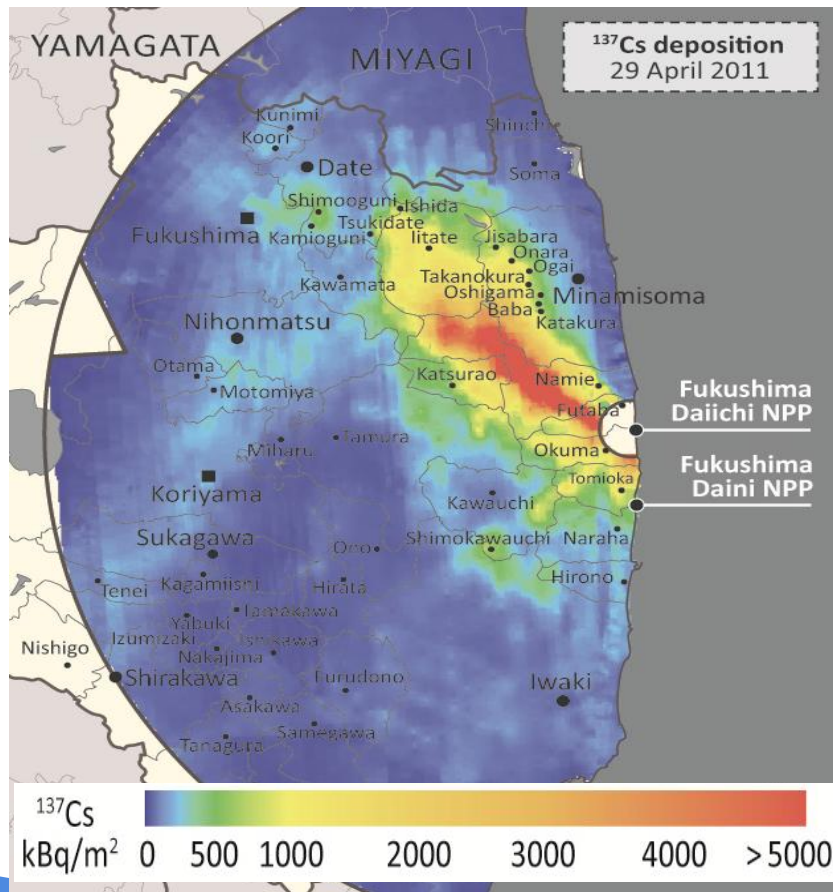 YAMAGATA
MIYAGI
¹³⁷Cs deposition
29 April 2011
Kunimi
Koori
Shinchi
Date
Soma
Shimooguni
Ishida
Fukushima
Tsukidate
Kamioguni
Iitate
Jisabara
Onara
Kawamata
Takanokura
Ogai
Oshigama
Minamisoma
Baba
Katakura
Nihonmatsu
Otama
Motomiya
Katsurao
Namie
Futaba
Fukushima
Daiichi NPP
Miharu
Tamura
Okuma
Koriyama
Tomioka
Fukushima
Daini NPP
Kawauchi
Sukagawa
Ono
Shimokawauchi
Naraha
Tenei
Kagamiishi
Hirata
Hirono
Yabuki
Tamakawa
Izumizaki
Ishikawa
Nishigo
Nakajima
Shirakawa
Furudono
Iwaki
Asakawa
Samegawa
Tanagura
¹³⁷Cs
kBq/m² 0 500 1000 2000 3000 4000 >5000